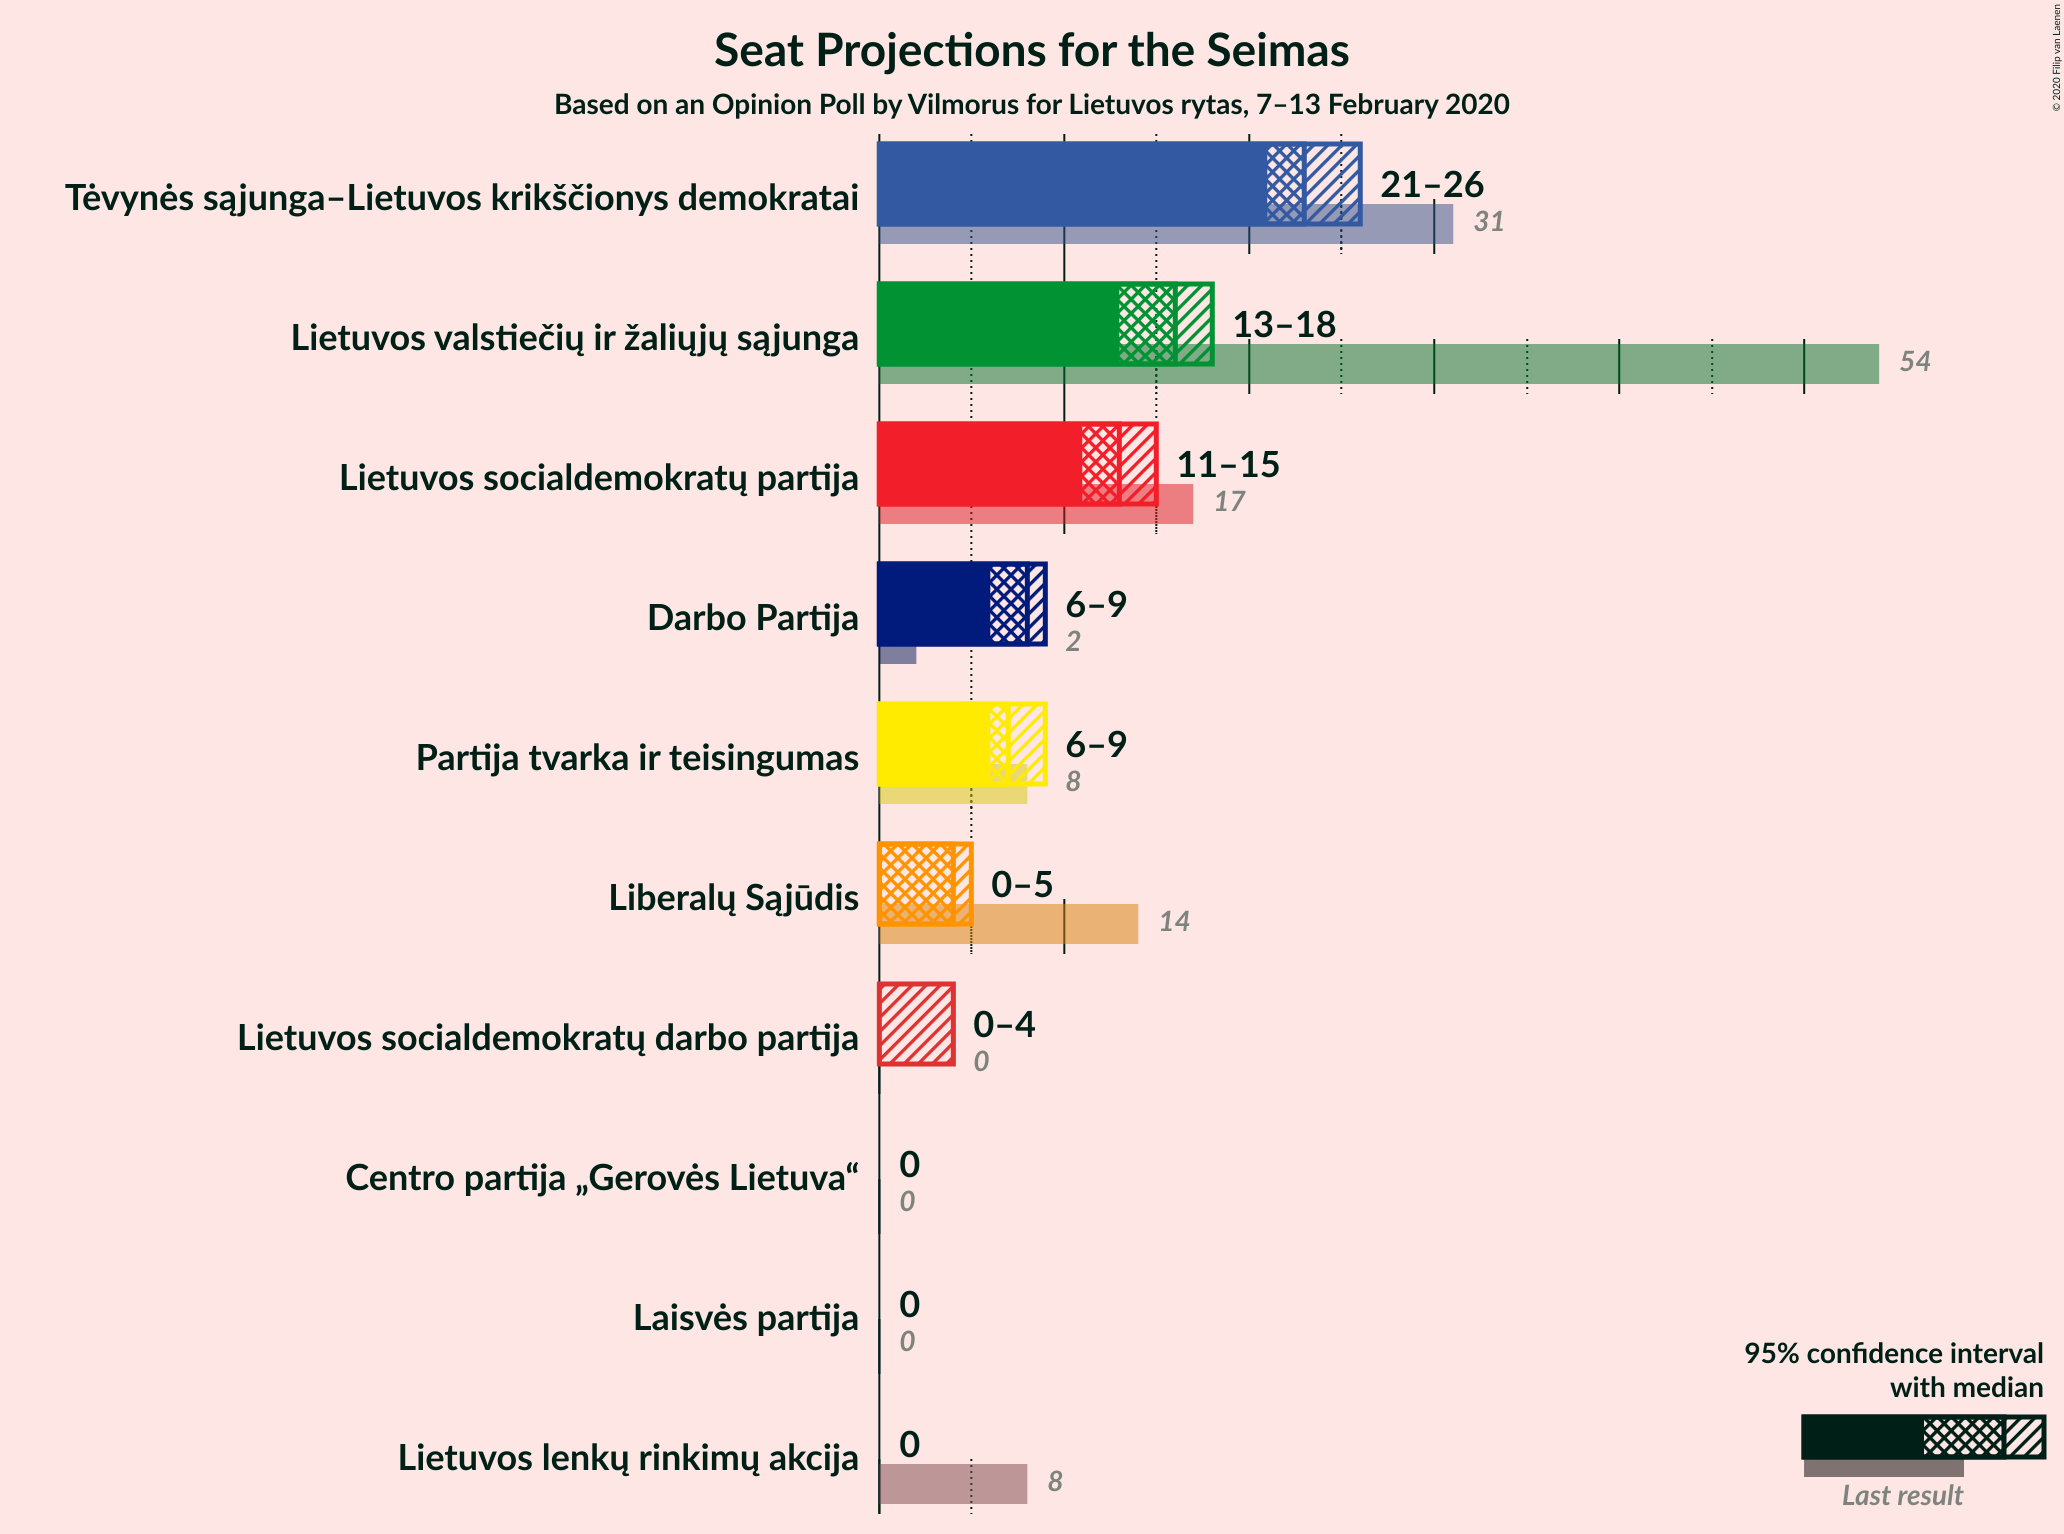 Seat Projections for the Seimas
Based on an Opinion Poll by Vilmorus for Lietuvos rytas, 7–13 February 2020
© 2020 Filip van Laenen
Tėvynės sąjunga–Lietuvos krikščionys demokratai
21–26
31
Lietuvos valstiečių ir žaliųjų sąjunga
13–18
54
Lietuvos socialdemokratų partija
11–15
17
Darbo Partija
6–9
2
Partija tvarka ir teisingumas
6–9
8
Liberalų Sąjūdis
0–5
14
Lietuvos socialdemokratų darbo partija
0–4
0
Centro partija „Gerovės Lietuva“
0
0
Laisvės partija
0
0
Lietuvos lenkų rinkimų akcija
0
8
95% confidence interval
with median
Last result